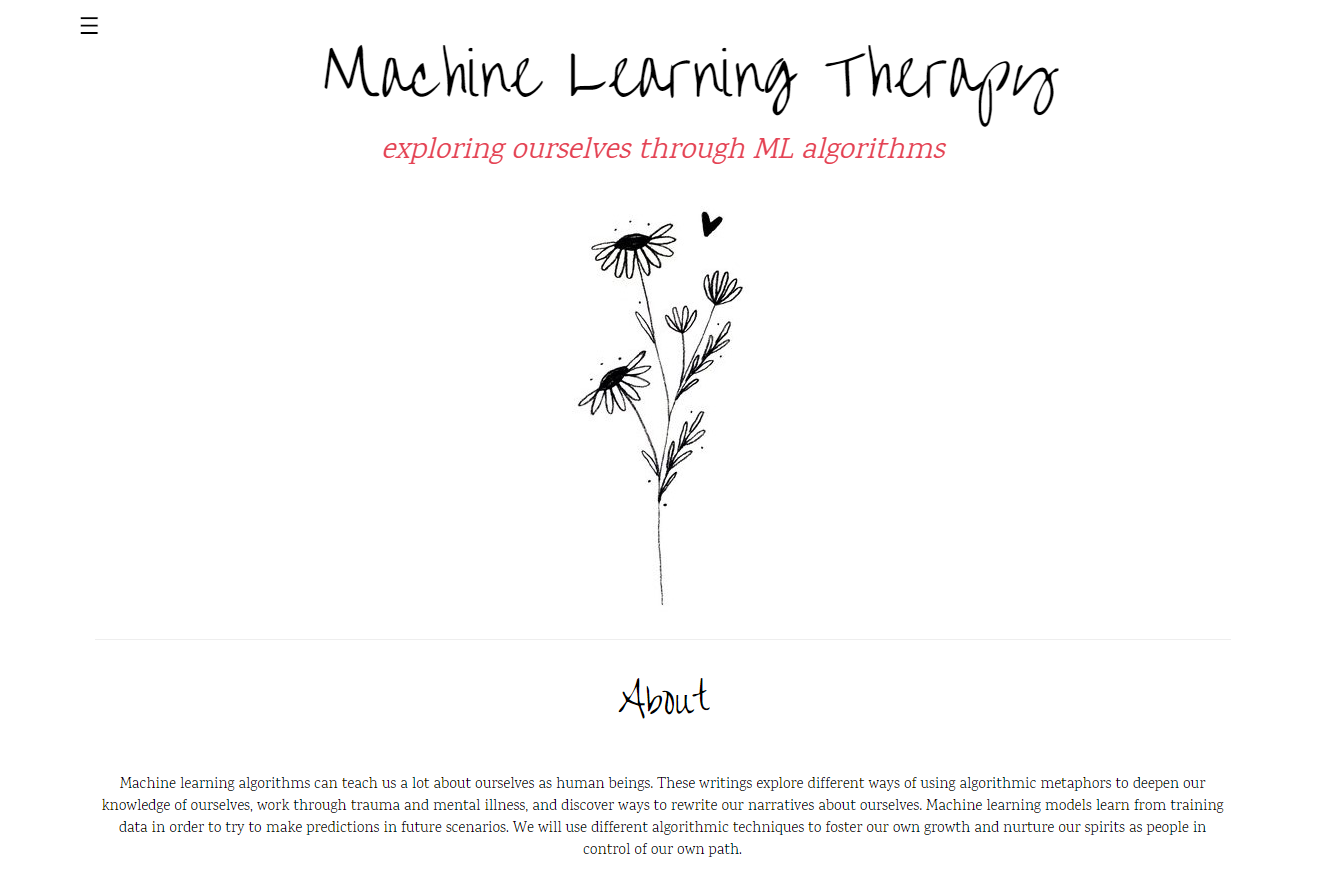 Machine Learning Therapy
exploring ourselves through ML algorithms
About
Machine learning algorithms can teach us a lot about ourselves as human beings. These writings explore different ways of using algorithmic metaphors to deepen our
knowledge of ourselves, work through trauma and mental illness, and discover ways to rewrite our narratives about ourselves. Machine learning models learn from training
data in order to try to make predictions in future scenarios. We will use different algorithmic techniques to foster our own growth and nurture our spirits as people in
control of our own path.